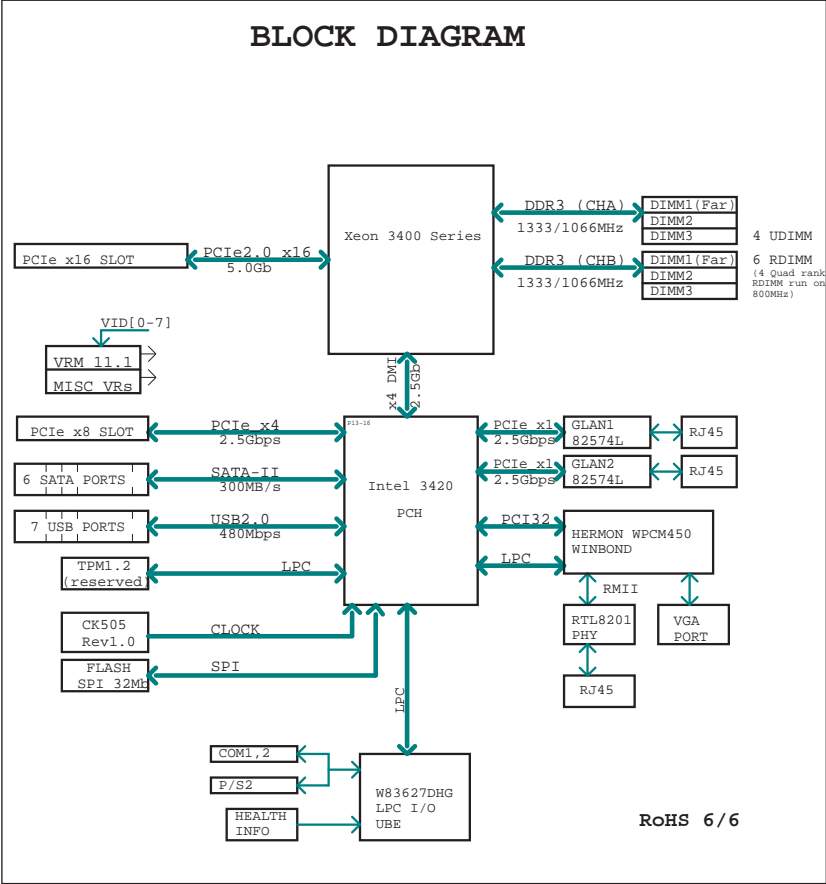 BLOCK DIAGRAM
Xeon 3400 Series
DDR3 (CHA)
1333/1066MHz
DIMM1(Far)
DIMM2
DIMM3
4 UDIMM
DDR3 (CHB)
1333/1066MHz
DIMM1(Far)
DIMM2
DIMM3
6 RDIMM
(4 Quad rank
RDIMM run on
800MHz)
PCIe x16 SLOT
PCIe2.0 x16
5.0Gb
VID[0-7]
VRM 11.1
MISC VRs
x4 DMI
2.5Gb
P13-16
Intel 3420
PCH
PCIe x8 SLOT
PCIe x4
2.5Gbps
6 SATA PORTS
SATA-II
300MB/s
7 USB PORTS
USB2.0
480Mbps
TPM1.2
(reserved)
LPC
CK505
Rev1.0
CLOCK
FLASH
SPI 32Mb
SPI
PCIe x1
2.5Gbps
GLAN1
82574L
RJ45
PCIe x1
2.5Gbps
GLAN2
82574L
RJ45
PCI32
LPC
HERMON WPCM450
WINBOND
RMII
RTL8201
PHY
VGA
PORT
RJ45
LPC
COM1,2
P/S2
HEALTH
INFO
W83627DHG
LPC I/O
UBE
RoHS 6/6